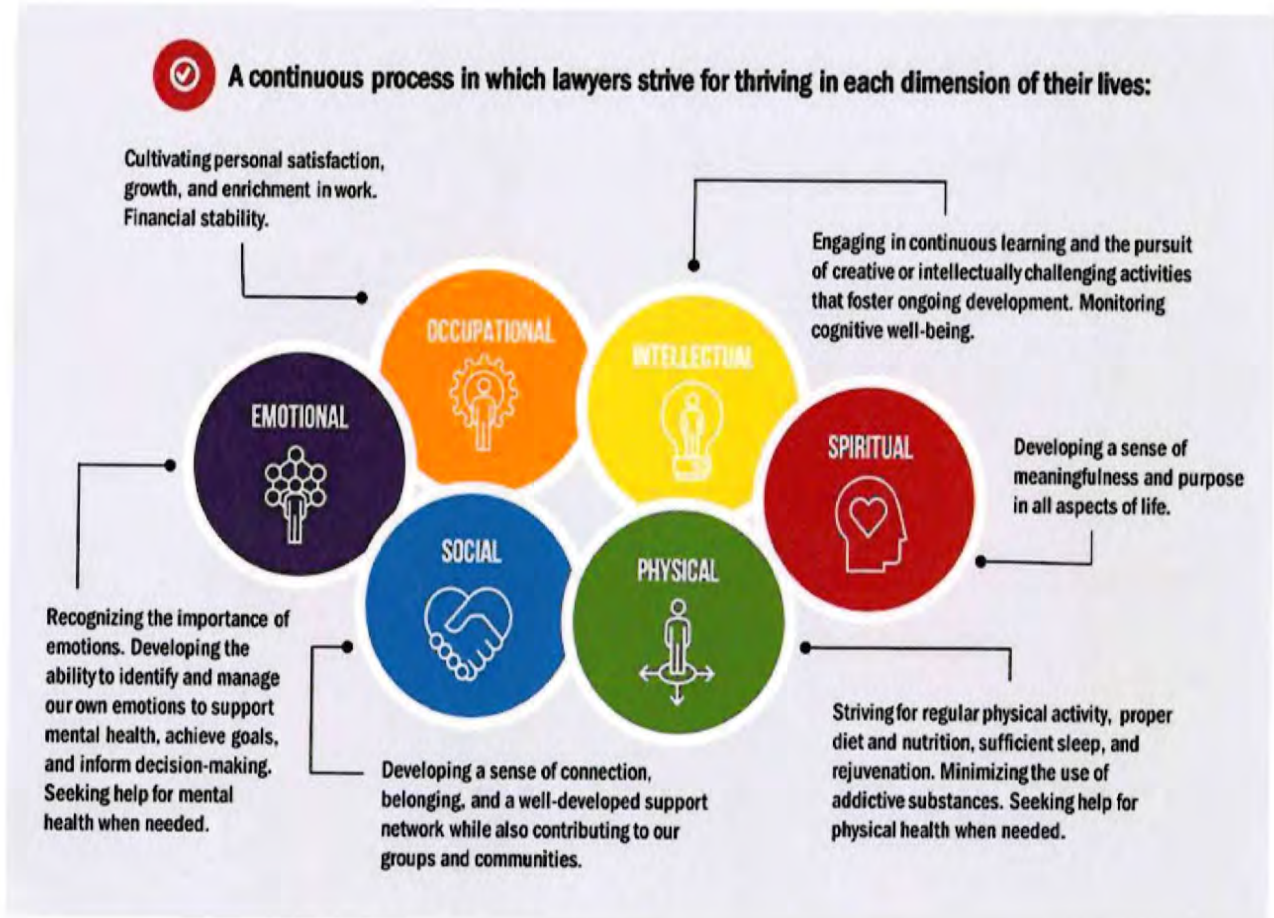 A continuous process in which lawyers strive for thriving in each dimension of their lives:
Cultivating personal satisfaction,
growth, and enrichment in work.
Financial stability.
Engaging in continuous learning and the pursuit
of creative or intellectually challenging activities
that foster ongoing development. Monitoring
cognitive well-being.
OCCUPATIONAL
INTELLECTUAL
EMOTIONAL
SPIRITUAL
Developing a sense of
meaningfulness and purpose
in all aspects of life.
SOCIAL
PHYSICAL
Recognizing the importance of
emotions. Developing the
ability to identify and manage
our own emotions to support
mental health, achieve goals,
and inform decision-making.
Seeking help for mental
health when needed.
Developing a sense of connection,
belonging, and a well-developed support
network while also contributing to our
groups and communities.
Striving for regular physical activity, proper
diet and nutrition, sufficient sleep, and
rejuvenation. Minimizing the use of
addictive substances. Seeking help for
physical health when needed.